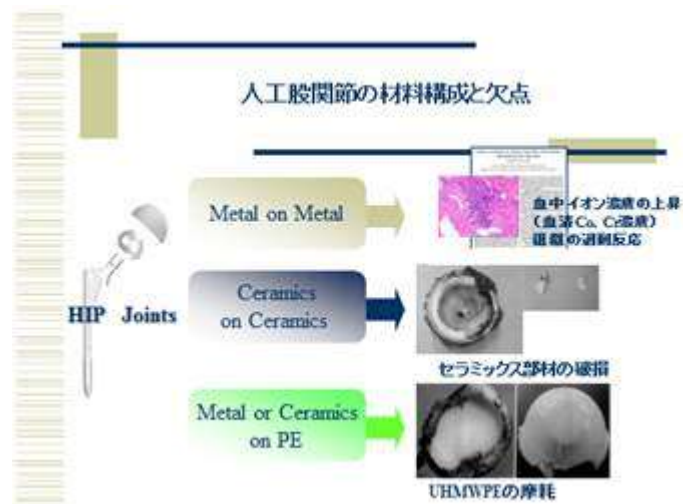 人工股関節の材料構成と欠点
Metal on Metal
血中イオン濃度の上昇
(血清Co、Cr濃度)
組織の過剰反応
HIP Joints
Ceramics
on Ceramics
セラミックス部材の破損
Metal or Ceramics
on PE
UHMWPEの摩耗